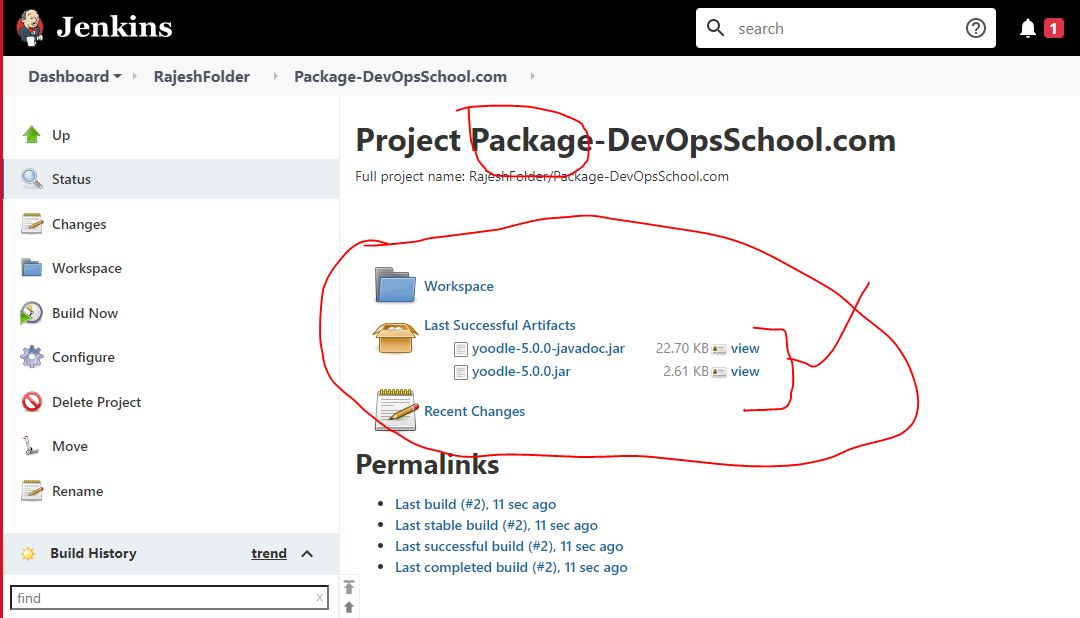 Jenkins
search
1
Dashboard
RajeshFolder
Package-DevOpsSchool.com
Up
Status
Changes
Workspace
Build Now
Configure
Delete Project
Move
Rename
Build History
trend
find
x
Project Package-DevOpsSchool.com
Full project name: RajeshFolder/Package-DevOpsSchool.com
Workspace
Last Successful Artifacts
yoodle-5.0.0-javadoc.jar 22.70 KB view
yoodle-5.0.0.jar 2.61 KB view
Recent Changes
Permalinks
Last build (#2), 11 sec ago
Last stable build (#2), 11 sec ago
Last successful build (#2), 11 sec ago
Last completed build (#2), 11 sec ago